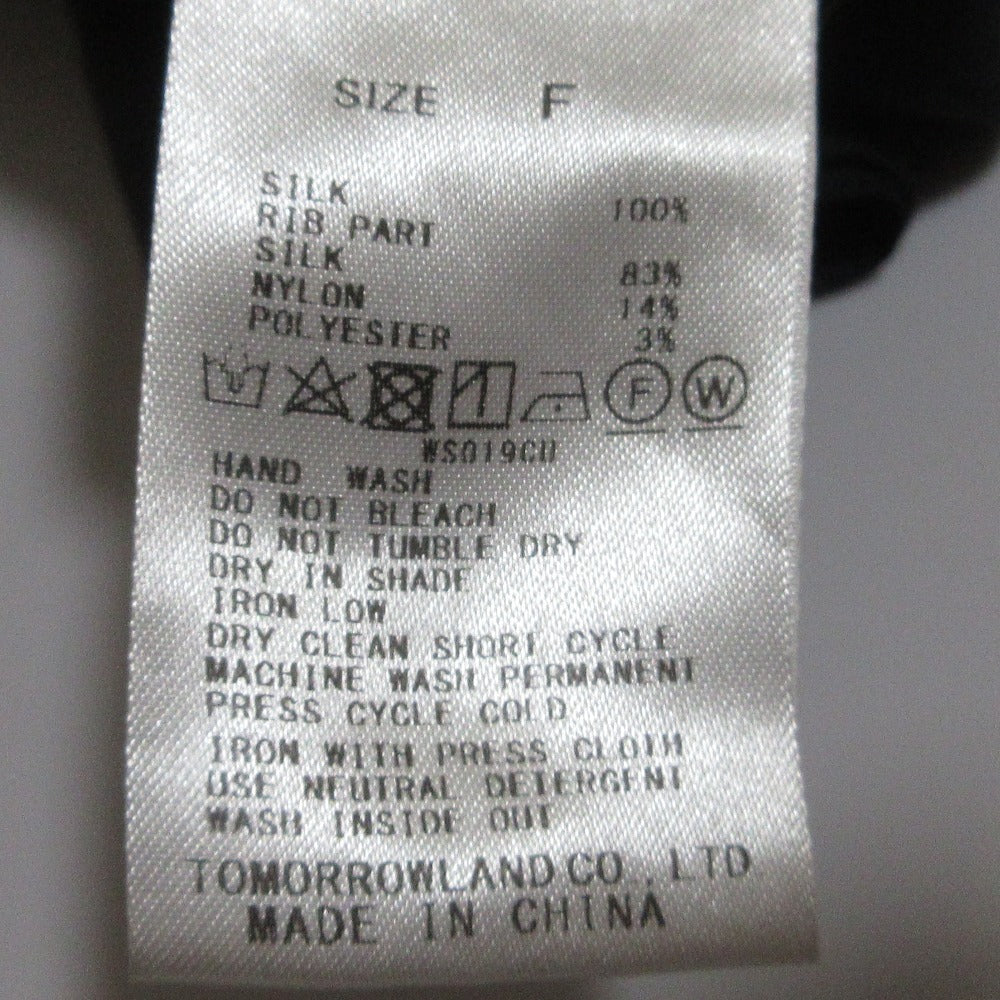 SIZE F
SILK 100%
RIB PART
SILK 83%
NYLON 14%
POLYESTER 3%
F W
WS019CU
HAND WASH
DO NOT BLEACH
DO NOT TUMBLE DRY
DRY IN SHADE
IRON LOW
DRY CLEAN SHORT CYCLE
MACHINE WASH PERMANENT
PRESS CYCLE COLD
IRON WITH PRESS CLOTH
USE NEUTRAL DETERGENT
WASH INSIDE OUT
TOMORROWLAND CO., LTD
MADE IN CHINA